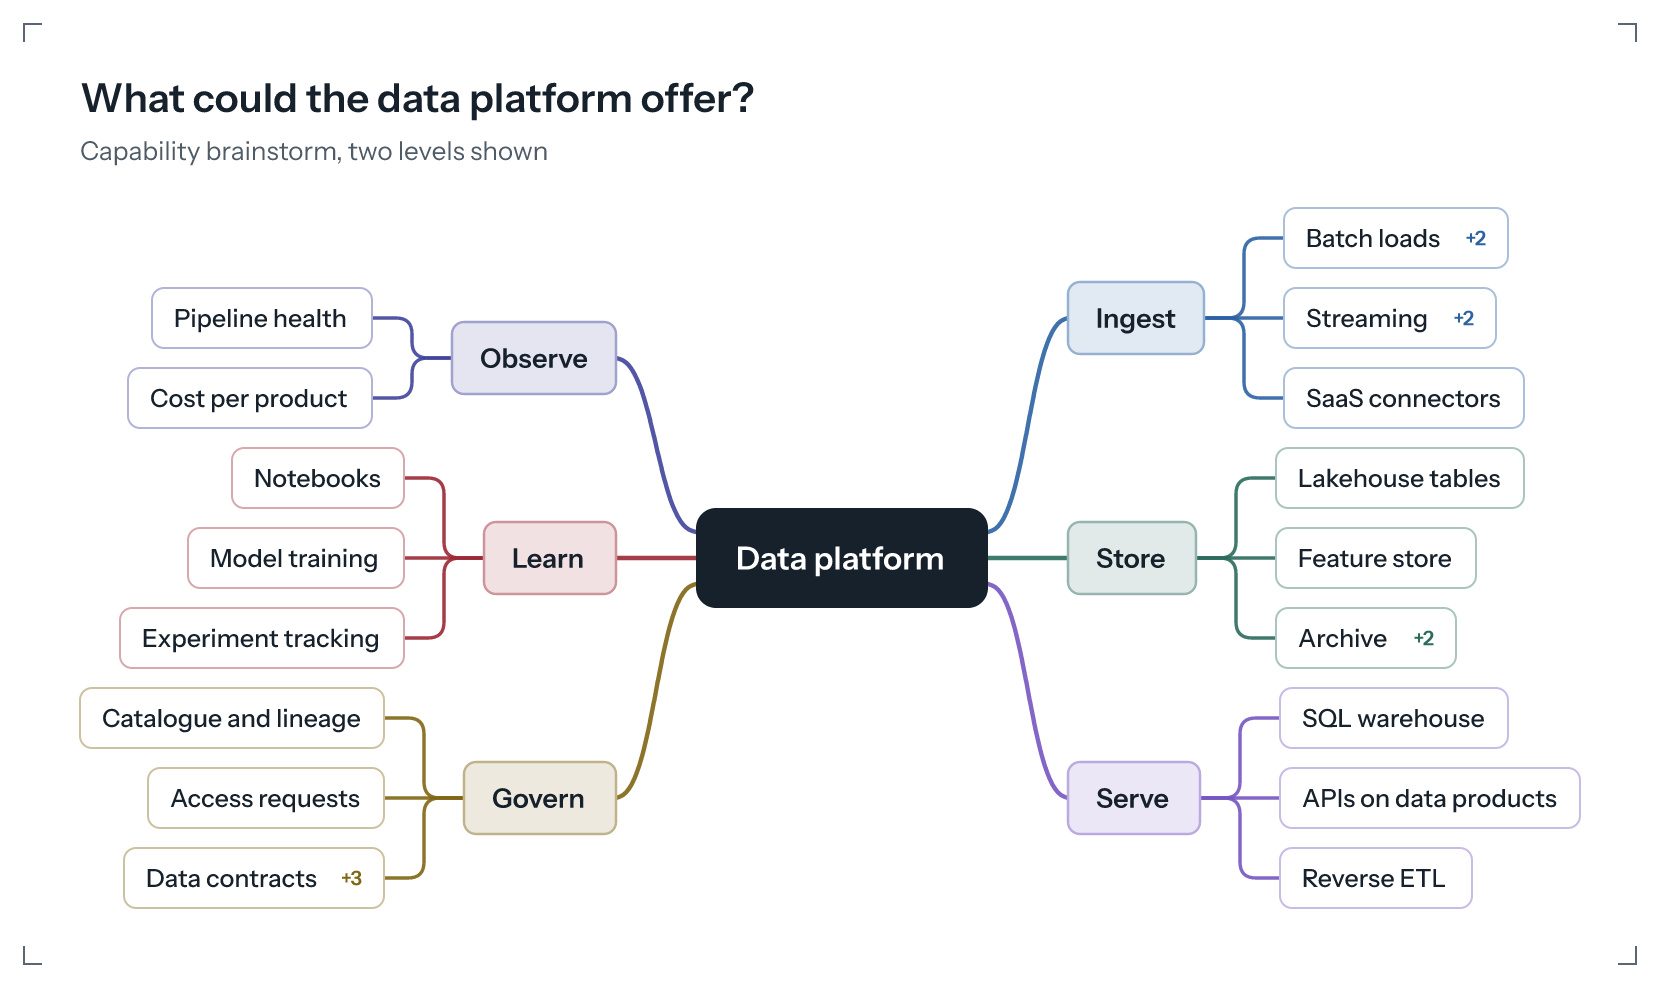 What could the data platform offer?
Capability brainstorm, two levels shown
Data platform
Ingest
Batch loads +2
Streaming +2
SaaS connectors
Store
Lakehouse tables
Feature store
Archive +2
Serve
SQL warehouse
APIs on data products
Reverse ETL
Observe
Pipeline health
Cost per product
Learn
Notebooks
Model training
Experiment tracking
Govern
Catalogue and lineage
Access requests
Data contracts +3